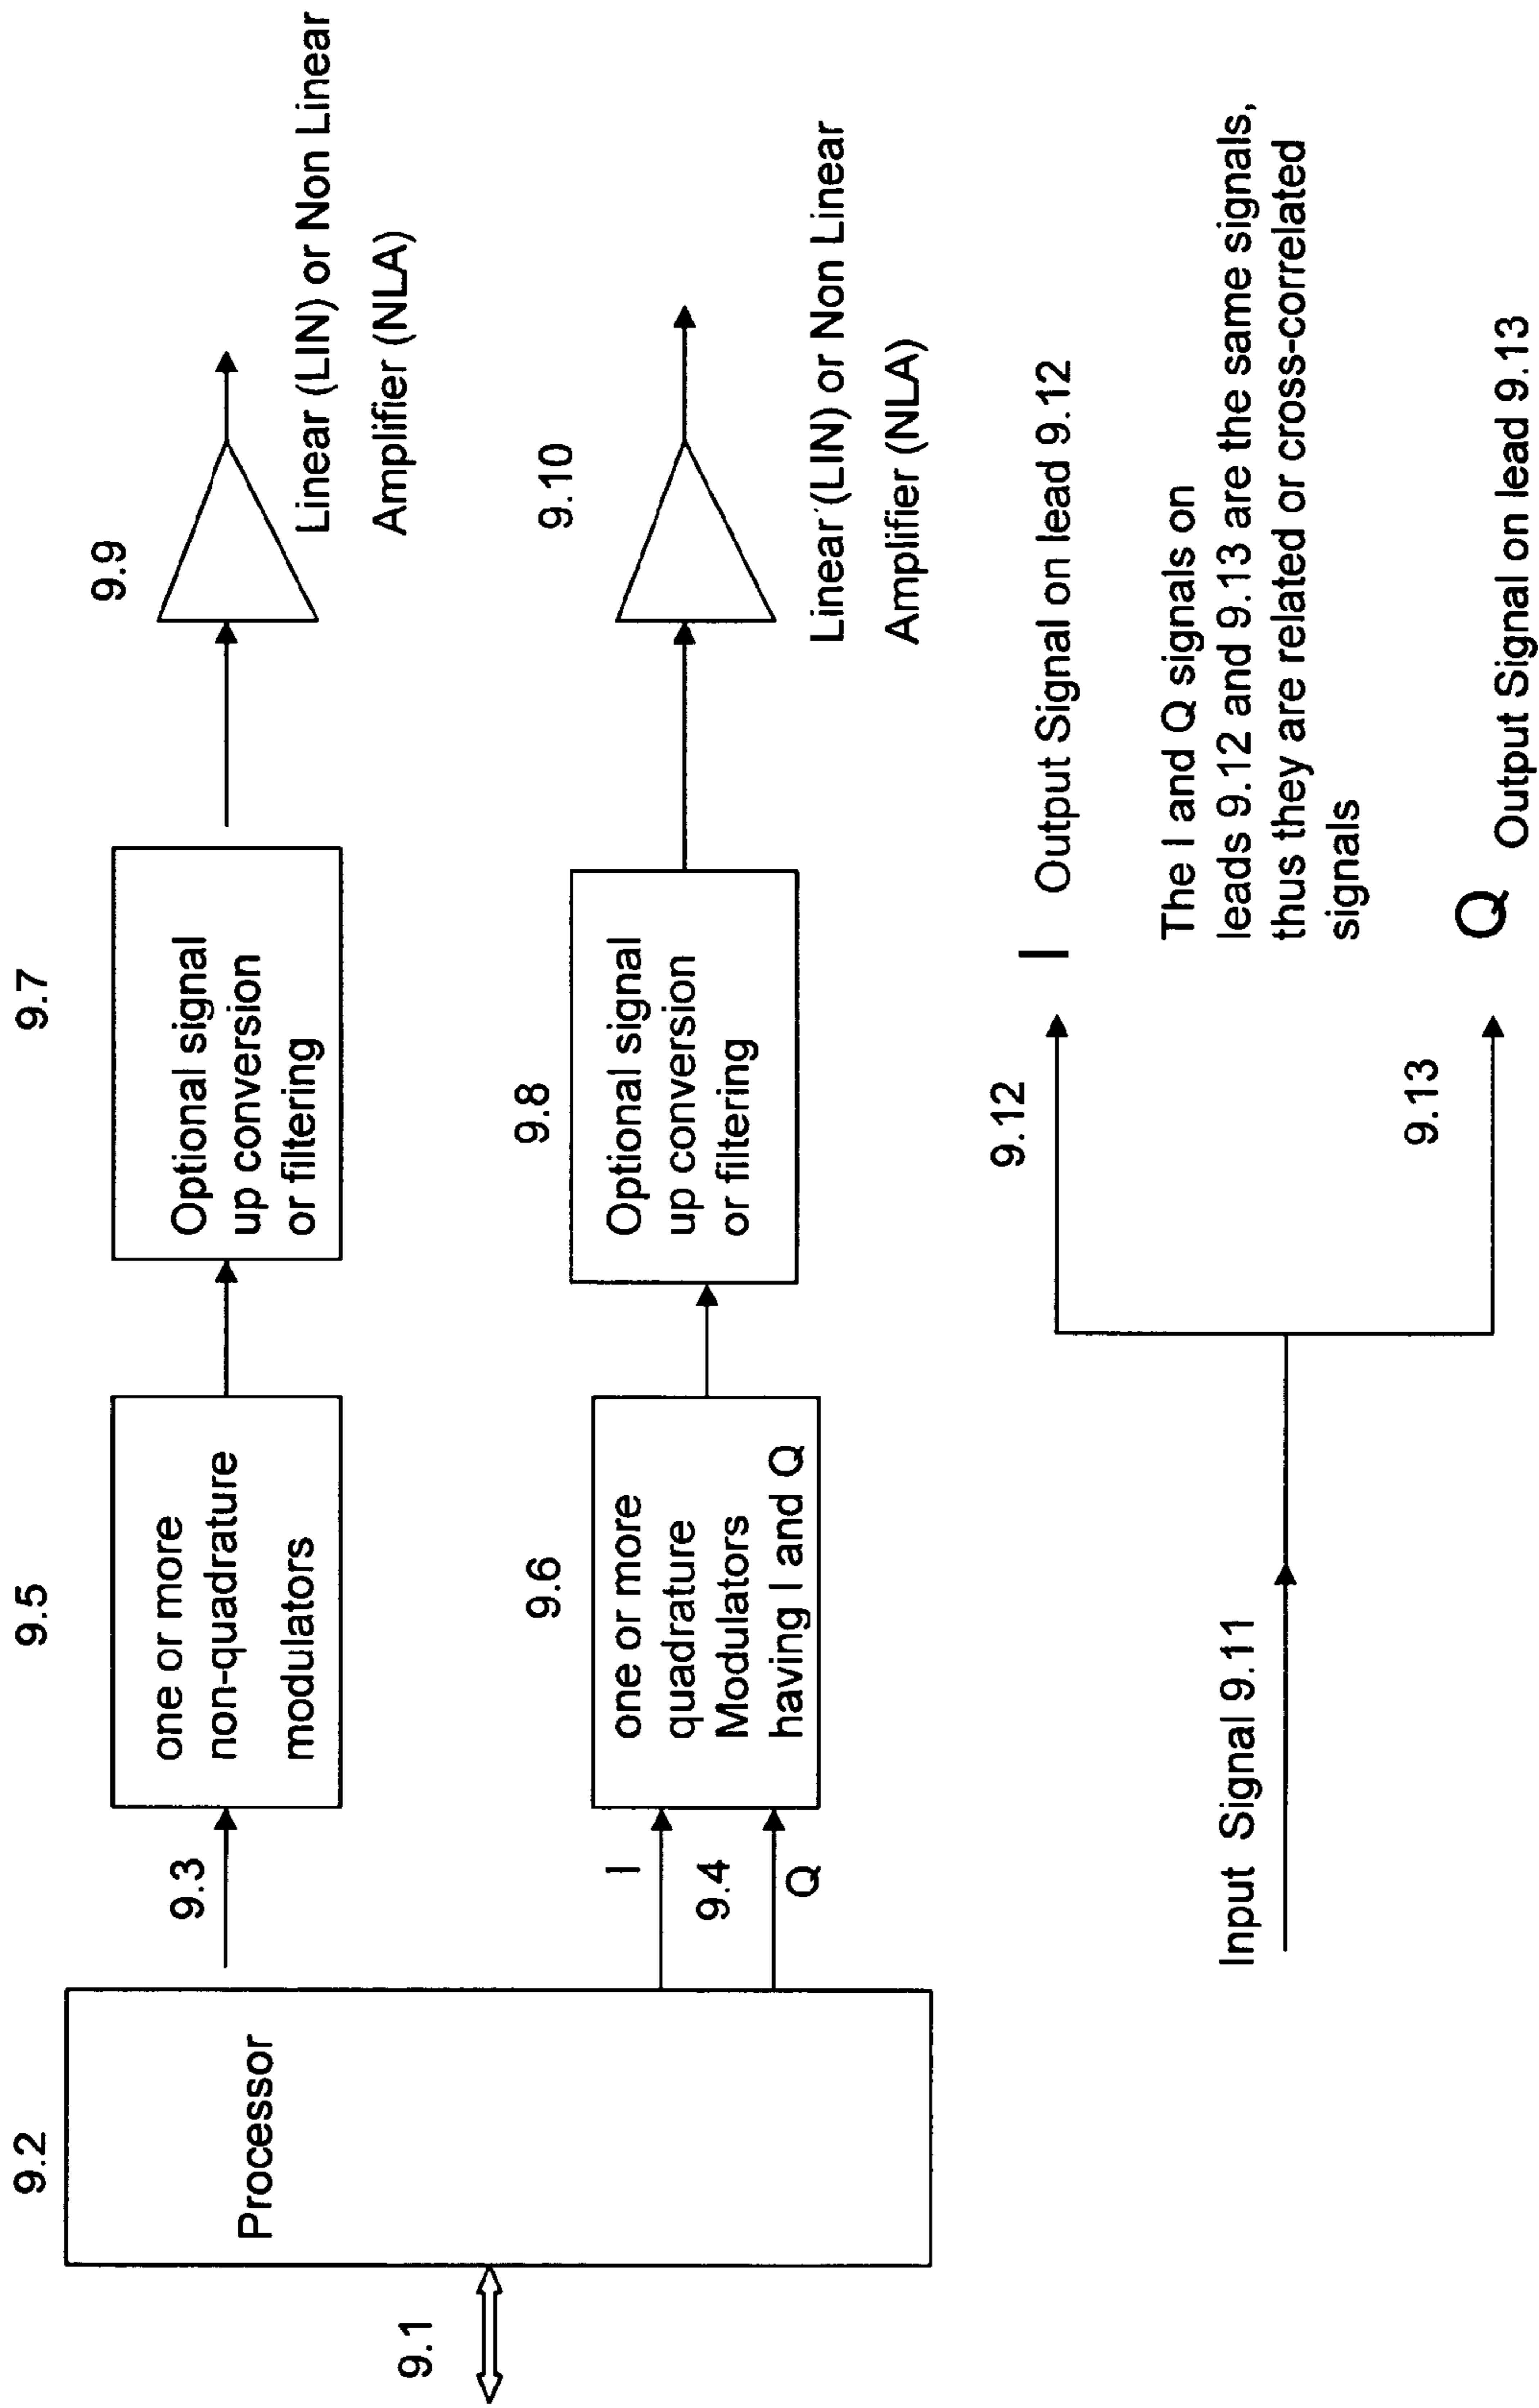 9.2
9.5
9.7
9.9
Processor
9.1
9.3
one or more
non-quadrature
modulators
Optional signal
up conversion
or filtering
Linear (LIN) or Non Linear
Amplifier (NLA)
9.6
9.8
9.10
I
9.4
Q
one or more
quadrature
Modulators
having I and Q
Optional signal
up conversion
or filtering
Linear (LIN) or Non Linear
Amplifier (NLA)
Input Signal 9.11
9.12
I Output Signal on lead 9.12
The I and Q signals on
leads 9.12 and 9.13 are the same signals,
thus they are related or cross-correlated
signals
9.13
Q Output Signal on lead 9.13